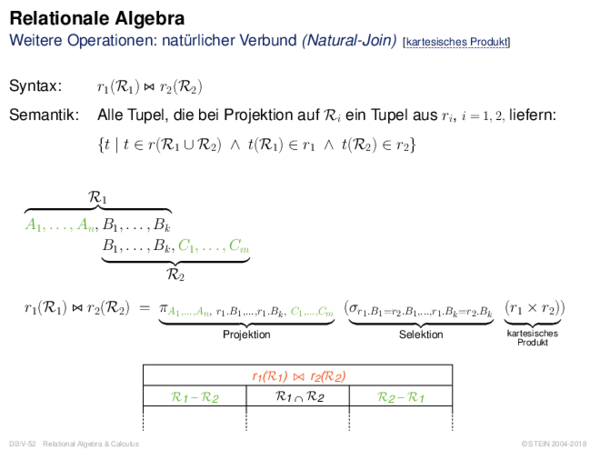 Relationale Algebra
Weitere Operationen: natürlicher Verbund (Natural-Join) [kartesisches Produkt]
Syntax: r₁(ℛ₁) ⋈ r₂(ℛ₂)
Semantik: Alle Tupel, die bei Projektion auf ℛᵢ ein Tupel aus rᵢ, i = 1, 2, liefern:
{t | t ∈ r(ℛ₁ ∪ ℛ₂) ∧ t(ℛ₁) ∈ r₁ ∧ t(ℛ₂) ∈ r₂}
ℛ₁
A₁, . . . , Aₙ, B₁, . . . , Bₖ
B₁, . . . , Bₖ, C₁, . . . , Cₘ
ℛ₂
r₁(ℛ₁) ⋈ r₂(ℛ₂) = π A₁,...,Aₙ, r₁.B₁,...,r₁.Bₖ, C₁,...,Cₘ (σ r₁.B₁=r₂.B₁,...,r₁.Bₖ=r₂.Bₖ (r₁ × r₂))
Projektion Selektion kartesisches
Produkt
r₁(ℛ₁) ⋈ r₂(ℛ₂)
ℛ₁ – ℛ₂ ℛ₁ ∩ ℛ₂ ℛ₂ – ℛ₁
DB:V-52 Relational Algebra & Calculus © STEIN 2004-2018